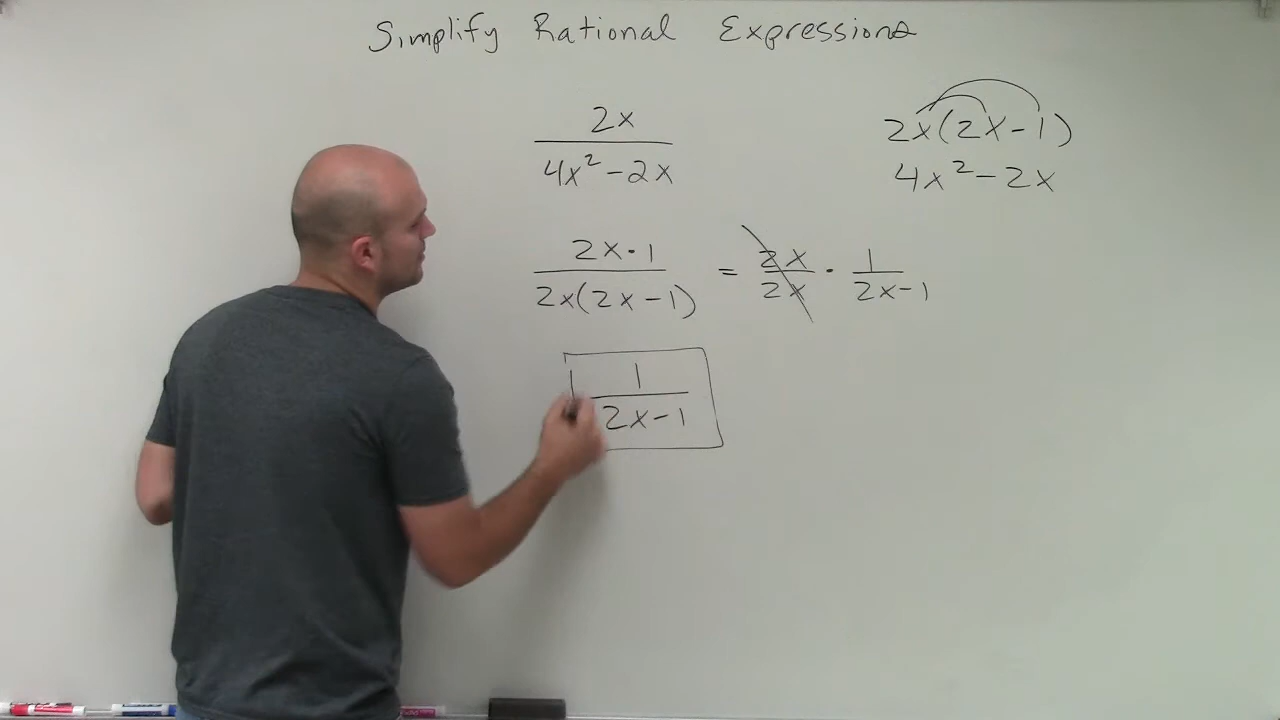 Simplify Rational Expressions
2x
4x² - 2x
2x(2x - 1)
4x² - 2x
2x · 1
2x(2x - 1)
=
2x
2x
·
1
2x - 1
1
2x - 1